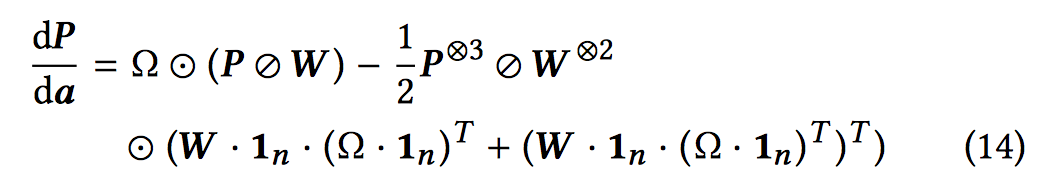 dP/da = Ω ⊙ (P ⊘ W) − 1/2 P^{⊗3} ⊘ W^{⊗2}
⊙ (W · 1_n · (Ω · 1_n)^T + (W · 1_n · (Ω · 1_n)^T)^T) (14)